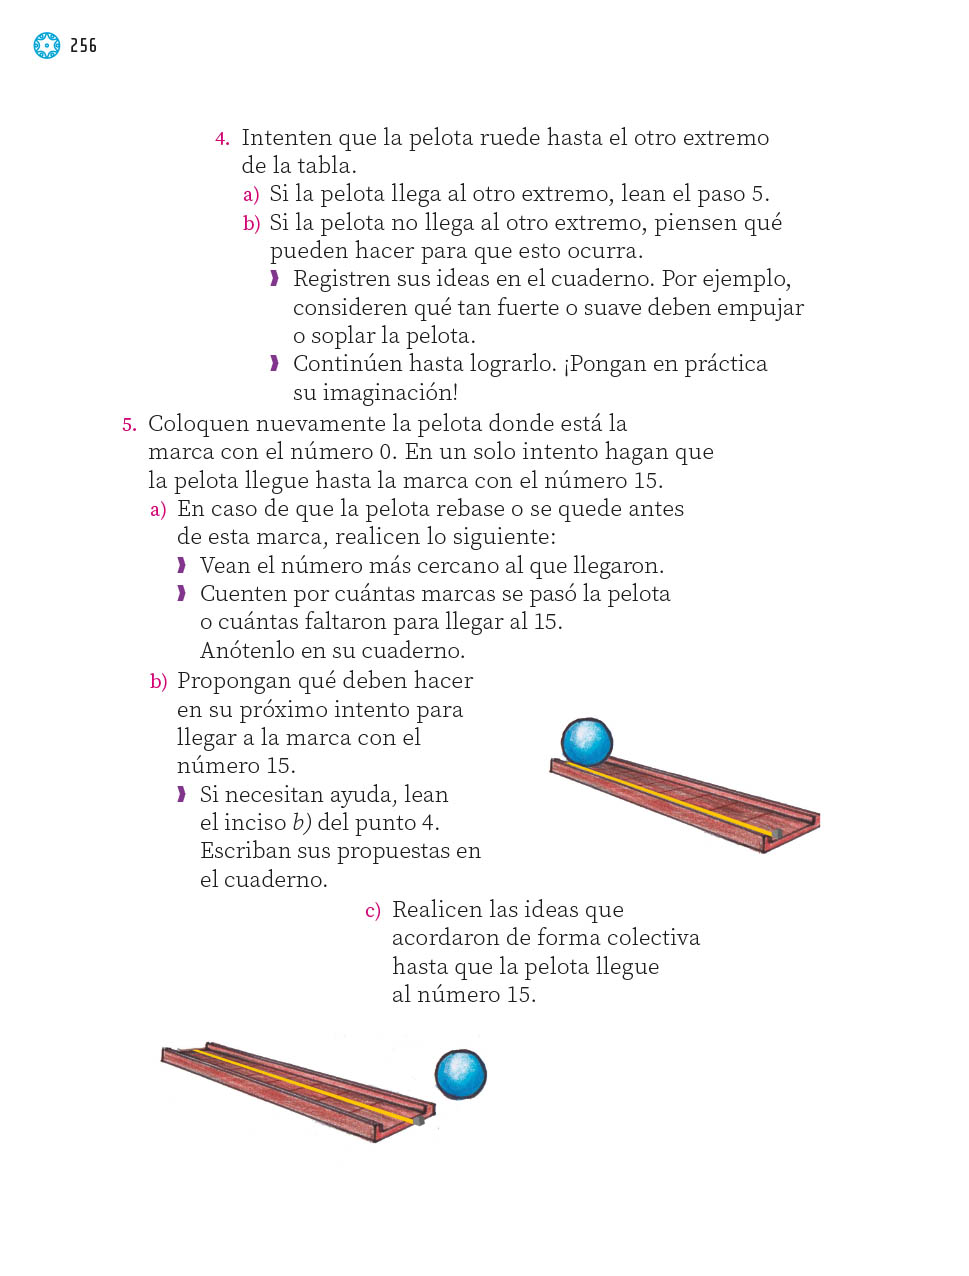 256
4. Intenten que la pelota ruede hasta el otro extremo
de la tabla.
a) Si la pelota llega al otro extremo, lean el paso 5.
b) Si la pelota no llega al otro extremo, piensen qué
pueden hacer para que esto ocurra.
Registren sus ideas en el cuaderno. Por ejemplo,
consideren qué tan fuerte o suave deben empujar
o soplar la pelota.
Continúen hasta lograrlo. ¡Pongan en práctica
su imaginación!
5. Coloquen nuevamente la pelota donde está la
marca con el número 0. En un solo intento hagan que
la pelota llegue hasta la marca con el número 15.
a) En caso de que la pelota rebase o se quede antes
de esta marca, realicen lo siguiente:
Vean el número más cercano al que llegaron.
Cuenten por cuántas marcas se pasó la pelota
o cuántas faltaron para llegar al 15.
Anótenlo en su cuaderno.
b) Propongan qué deben hacer
en su próximo intento para
llegar a la marca con el
número 15.
Si necesitan ayuda, lean
el inciso b) del punto 4.
Escriban sus propuestas en
el cuaderno.
c) Realicen las ideas que
acordaron de forma colectiva
hasta que la pelota llegue
al número 15.